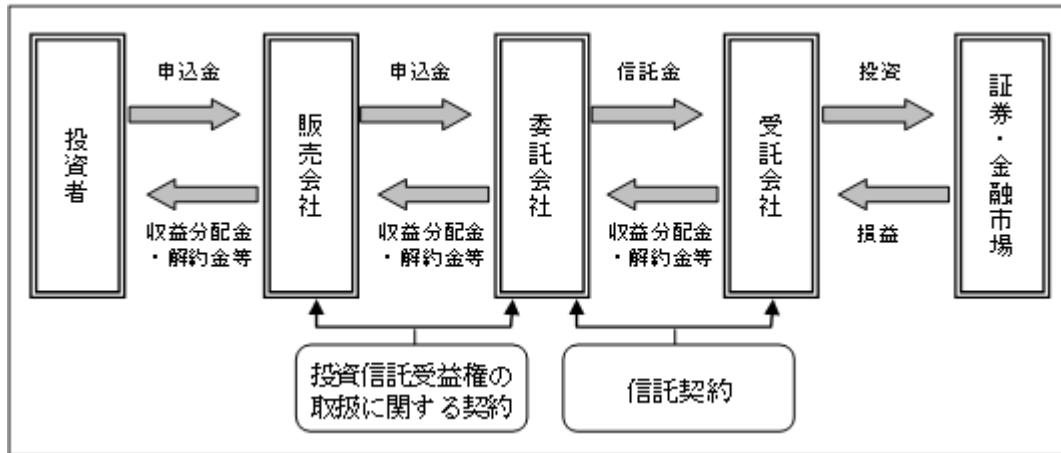 申込金
申込金
信託金
投資
投資者
販売会社
委託会社
受託会社
証券・金融市場
収益分配金
・解約金等
収益分配金
・解約金等
収益分配金
・解約金等
損益
投資信託受益権の
取扱に関する契約
信託契約